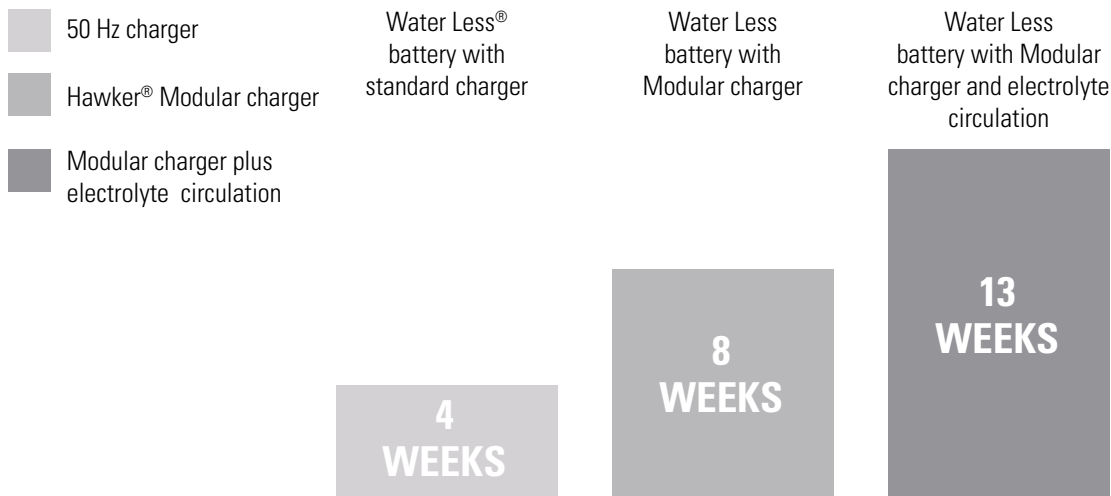 50 Hz charger
Hawker® Modular charger
Modular charger plus
electrolyte circulation
Water Less®
battery with
standard charger
Water Less
battery with
Modular charger
Water Less
battery with Modular
charger and electrolyte
circulation
4
WEEKS
8
WEEKS
13
WEEKS